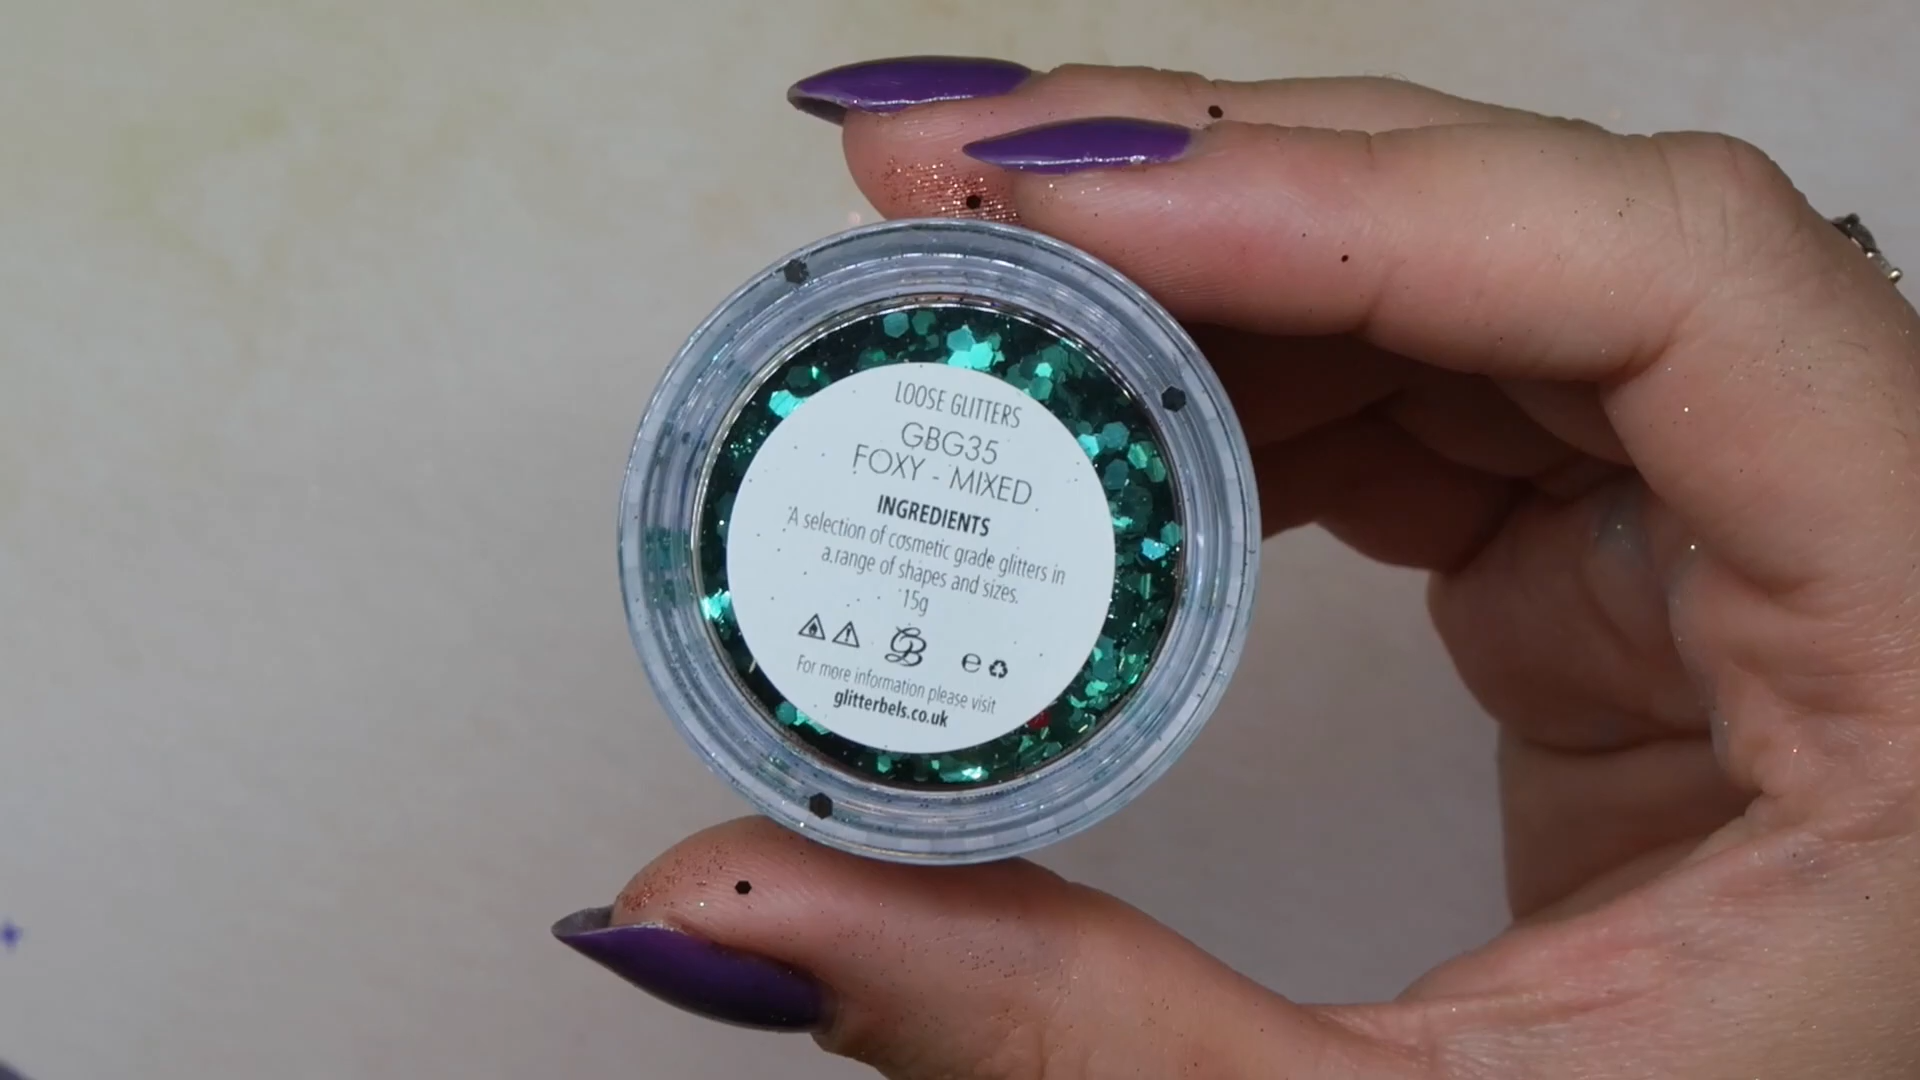 LOOSE GLITTERS
GBG35
FOXY - MIXED
INGREDIENTS
A selection of cosmetic grade glitters in
a range of shapes and sizes.
15g
GB ℮
For more information please visit
glitterbels.co.uk